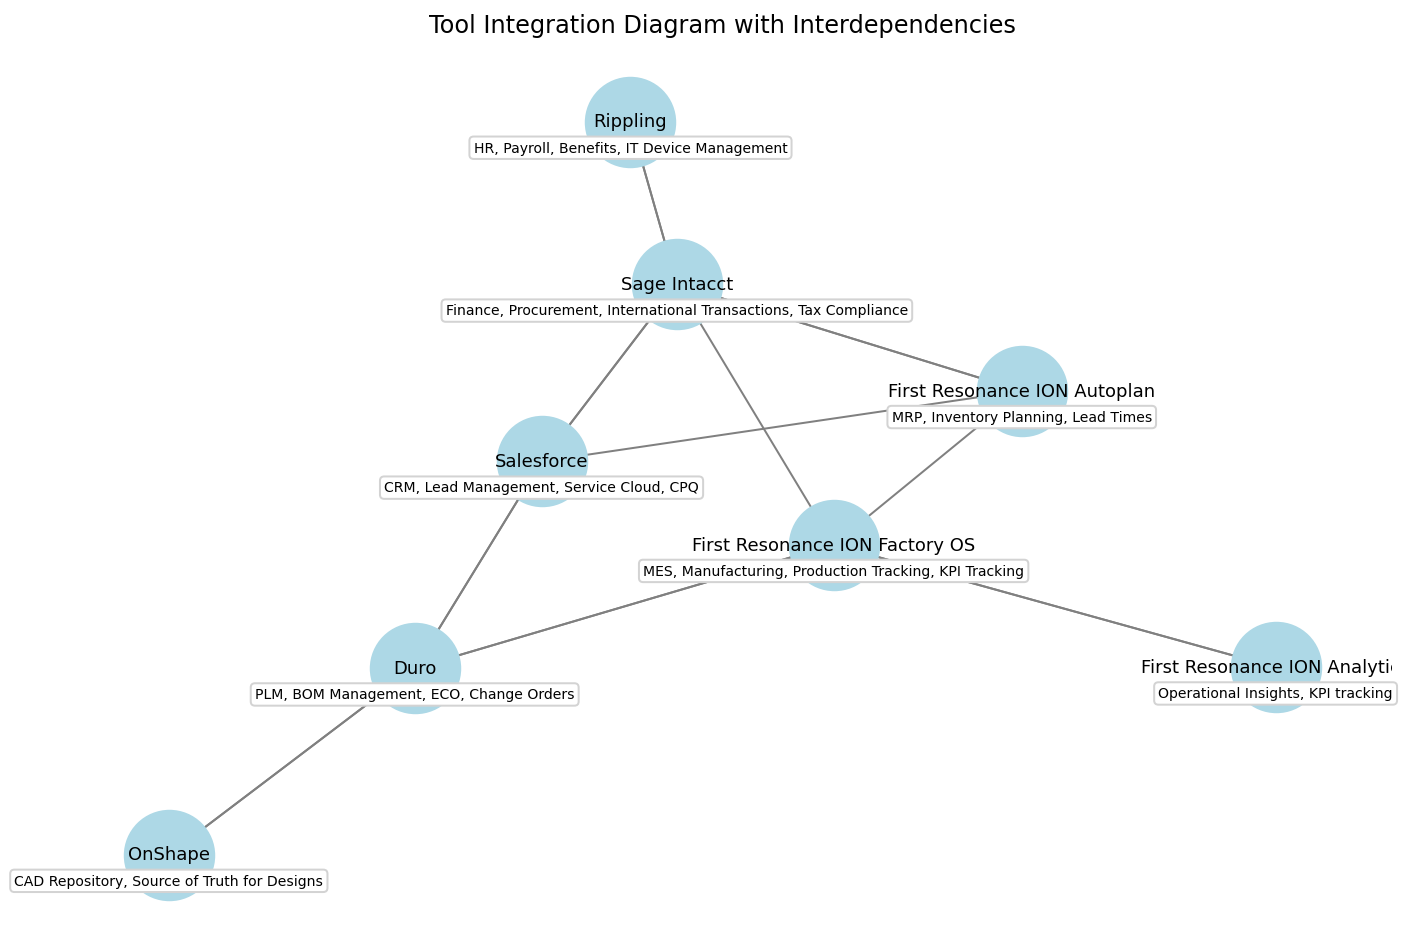 Tool Integration Diagram with Interdependencies
Rippling
HR, Payroll, Benefits, IT Device Management
Sage Intacct
Finance, Procurement, International Transactions, Tax Compliance
First Resonance ION Autoplan
MRP, Inventory Planning, Lead Times
Salesforce
CRM, Lead Management, Service Cloud, CPQ
First Resonance ION Factory OS
MES, Manufacturing, Production Tracking, KPI Tracking
Duro
PLM, BOM Management, ECO, Change Orders
First Resonance ION Analytic
Operational Insights, KPI tracking
OnShape
CAD Repository, Source of Truth for Designs